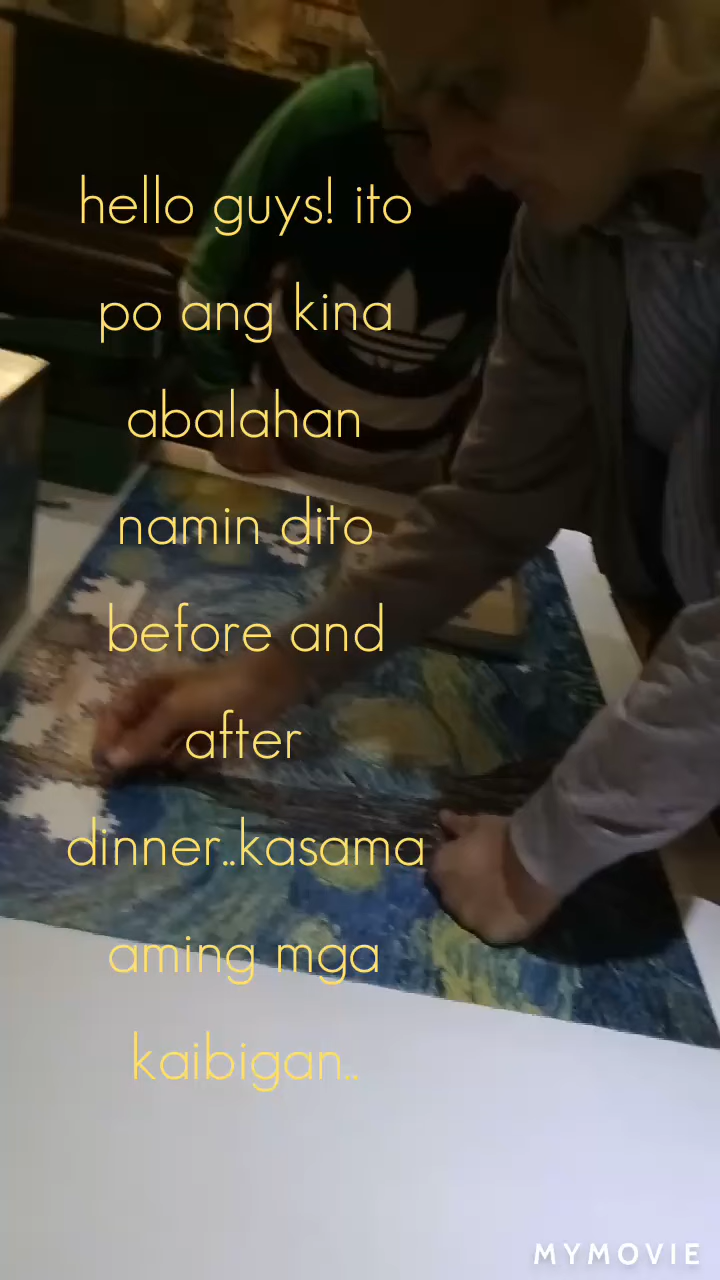 hello guys! ito
po ang kina
abalahan
namin dito
before and
after
dinner..kasama
aming mga
kaibigan..
MYMOVIE